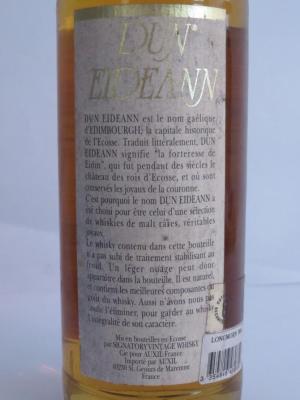 DUN
EIDEANN
DUN EIDEANN est le nom gaélique
d'EDIMBOURGH, la capitale historique
de l'Ecosse. Traduit littéralement, DUN
EIDEANN signifie "la forteresse de
Eidin", qui fut pendant des siècles le
château des rois d'Ecosse, et où sont
conservés les joyaux de la couronne.
C'est pourquoi le nom DUN EIDEANN a
été choisi pour être celui d'une sélection
de whiskies de malt rares, véritables
joyaux.
Le whisky contenu dans cette bouteille
n'a pas subi de traitement stabilisant au
froid. Un léger nuage peut donc
apparaître dans la bouteille. Il est naturel,
et contient les meilleures composantes du
goût du whisky. Aussi n'avons nous pas
voulu l'éliminer, pour garder au whisky
l'intégralité de son caractère.
Mis en bouteilles en Ecosse
par SIGNATORY VINTAGE WHISKY
Cie pour AUXIL France
Importé par AUXIL
03260 St. Germain
France
LONGMORN